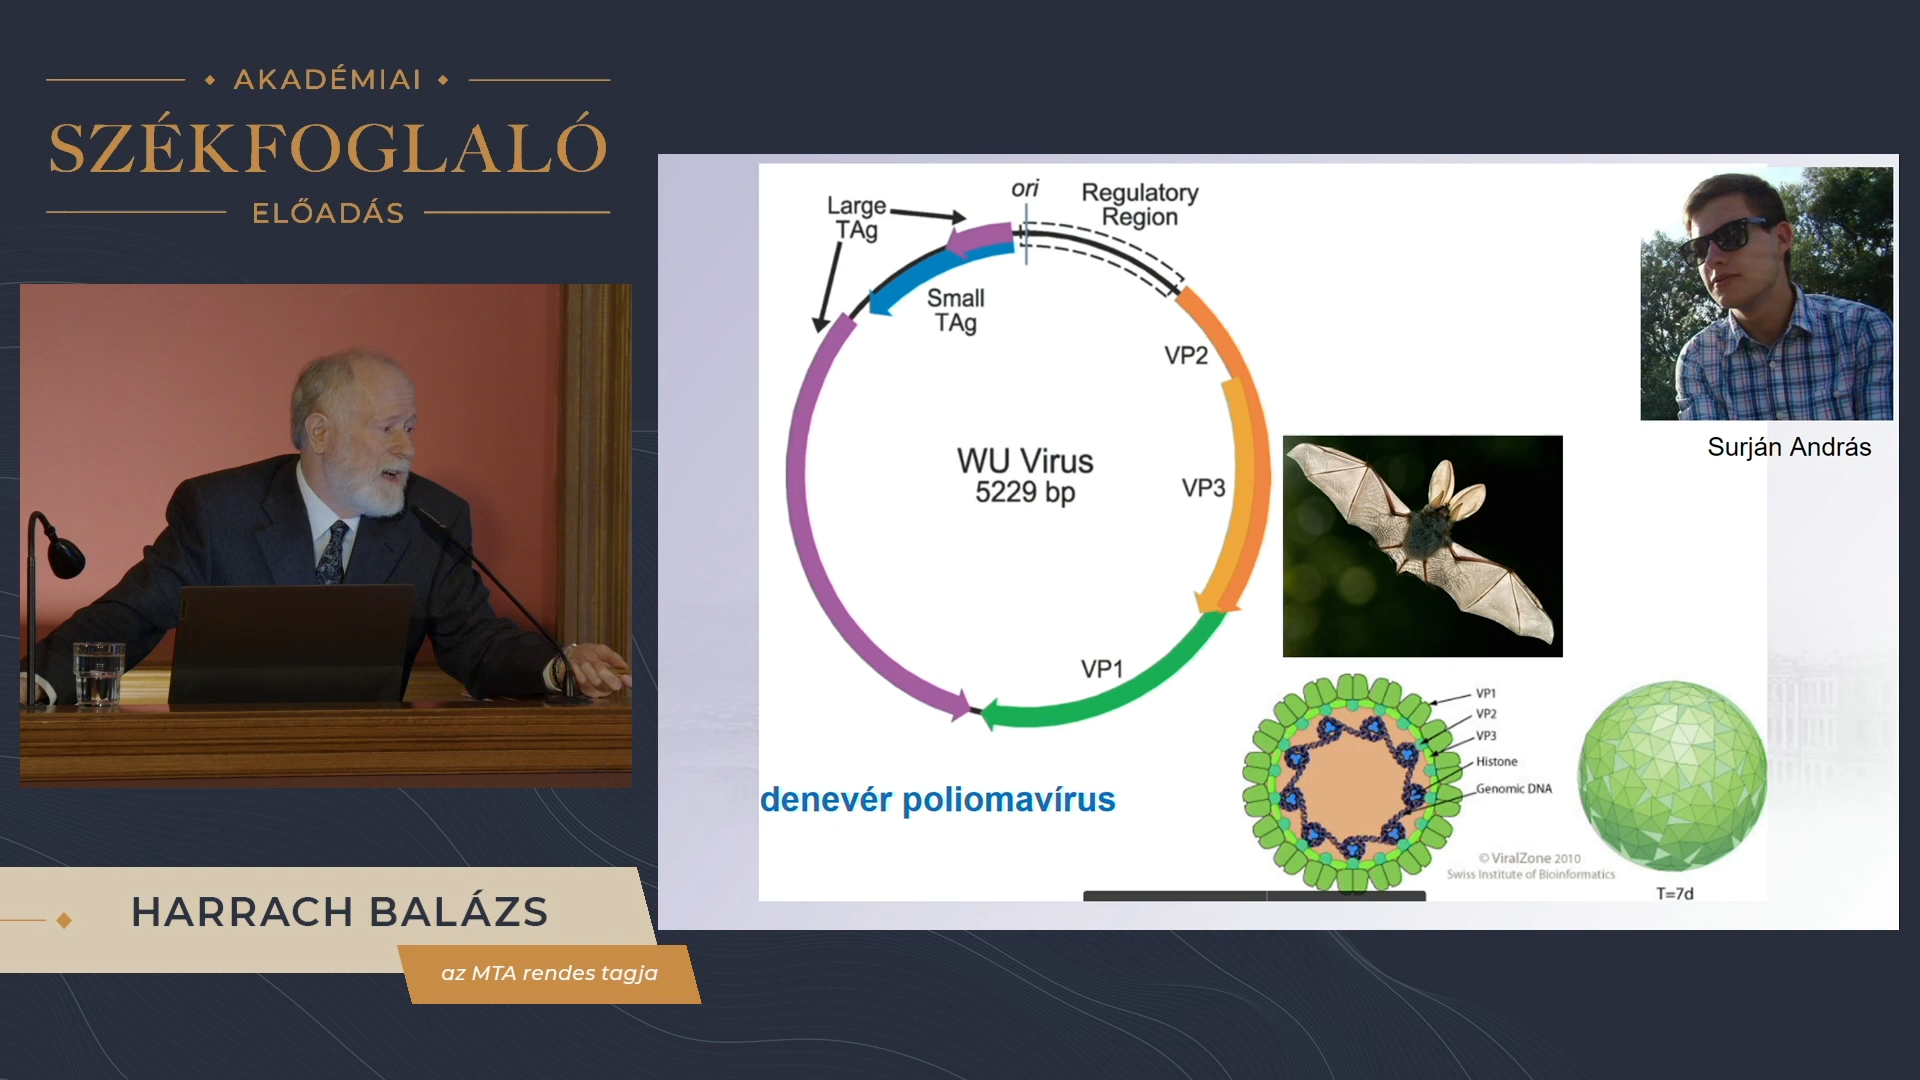 AKADÉMIAI
SZÉKFOGLALÓ
ELŐADÁS
HARRACH BALÁZS
az MTA rendes tagja
ori
Regulatory
Region
Large
TAg
Small
TAg
VP2
WU Virus
5229 bp
VP3
VP1
Surján András
denevér poliomavírus
VP1
VP2
VP3
Histone
Genomic DNA
© ViralZone 2010
Swiss Institute of Bioinformatics
T=7d